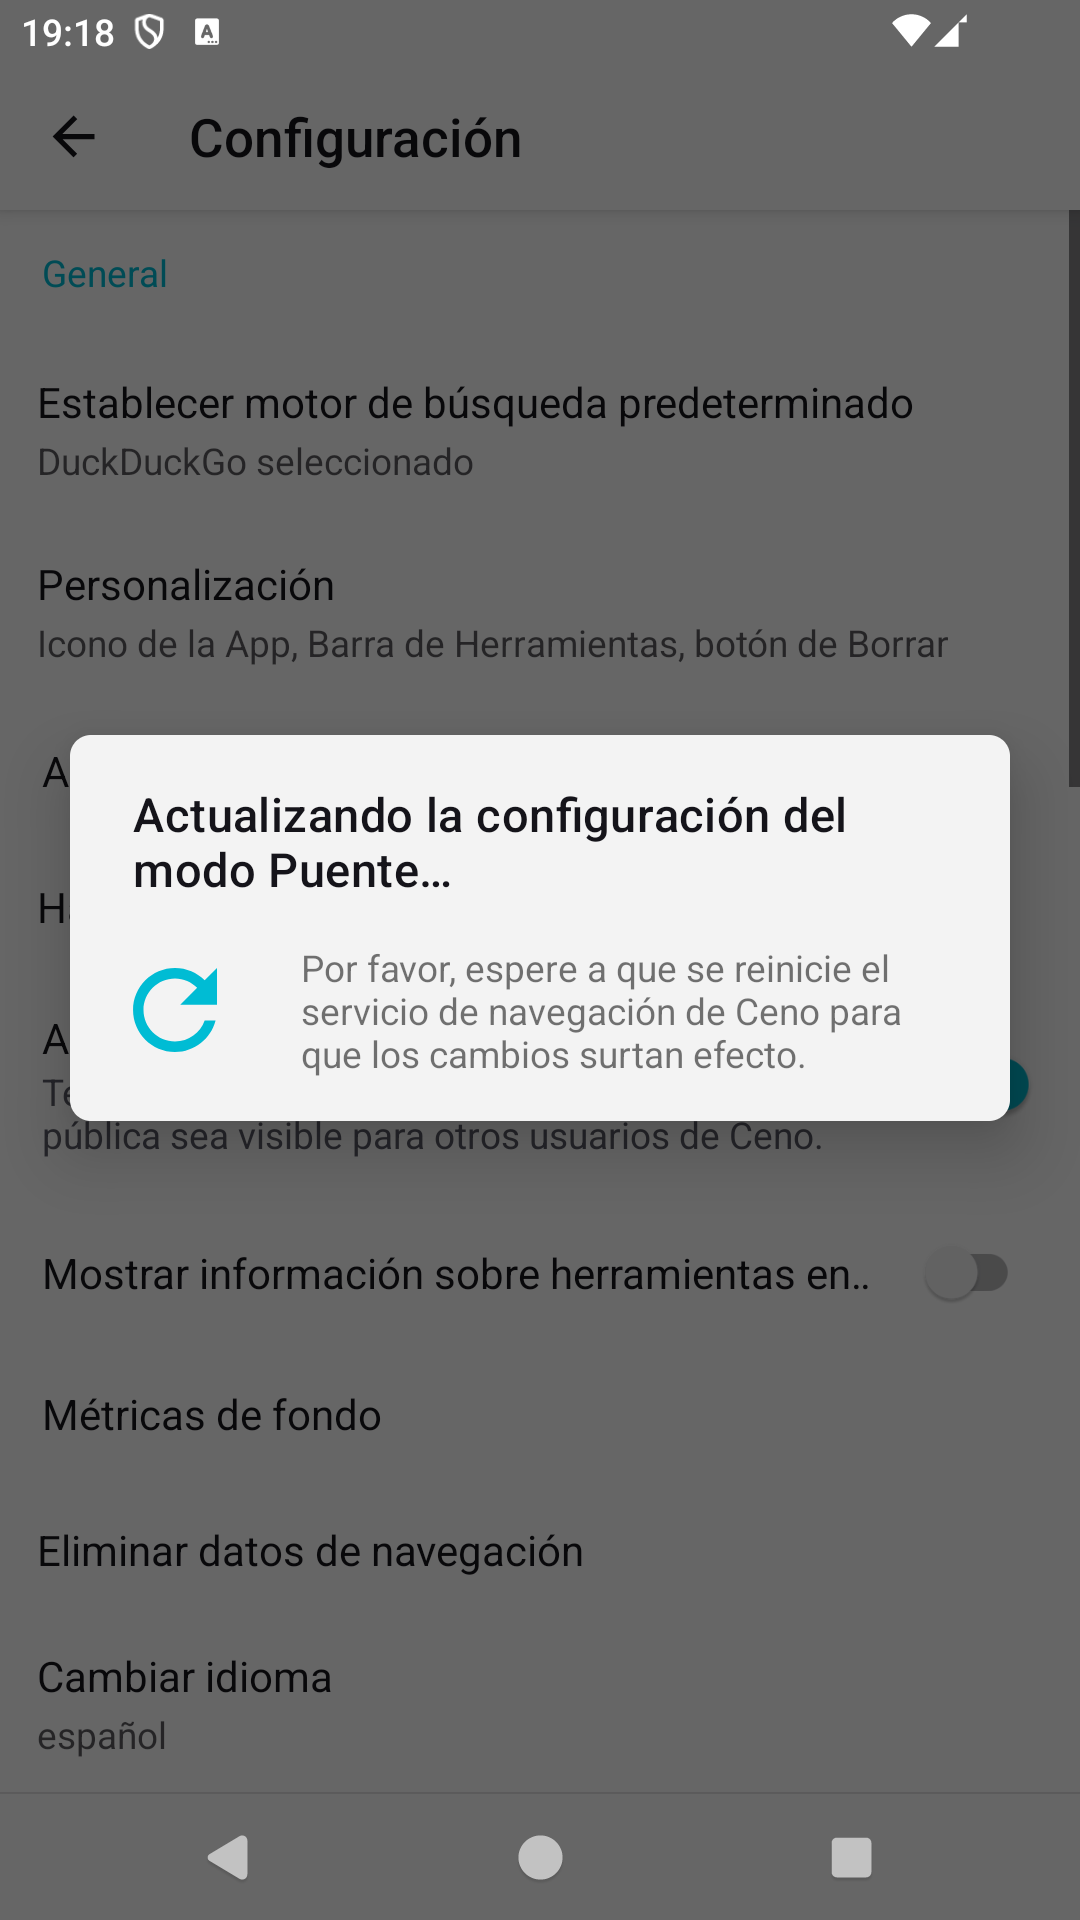 19:18
Configuración
General
Establecer motor de búsqueda predeterminado
DuckDuckGo seleccionado
Personalización
Icono de la App, Barra de Herramientas, botón de Borrar
Actualizando la configuración del
modo Puente…
Por favor, espere a que se reinicie el
servicio de navegación de Ceno para
que los cambios surtan efecto.
pública sea visible para otros usuarios de Ceno.
Mostrar información sobre herramientas en..
Métricas de fondo
Eliminar datos de navegación
Cambiar idioma
español